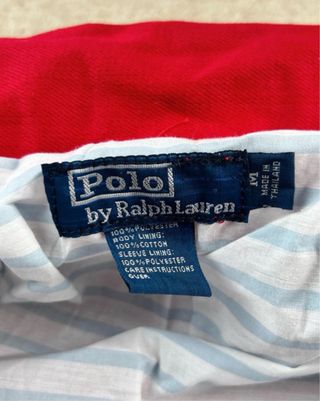 Polo
by Ralph Lauren
M
MADE IN
THAILAND
100% POLYESTER
BODY LINING:
100% COTTON
SLEEVE LINING:
100% POLYESTER
CARE INSTRUCTIONS
OVER